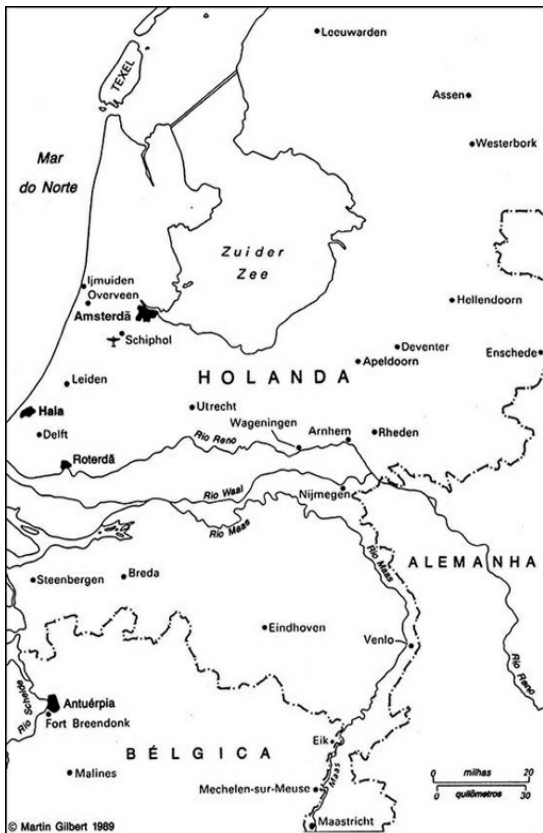 Leeuwarden
TEXEL
Assen
Westerbork
Mar
do Norte
Zuider
Zee
Ijmuiden
Overveen
Amsterdã
Schiphol
Hellendoorn
Deventer
Enschede
Apeldoorn
HOLANDA
Leiden
Haia
Utrecht
Wageningen
Arnhem
Rheden
Delft
Roterdã
Rio Reno
Rio Waal
Nijmegen
Rio Maas
Rio Maas
ALEMANHA
Steenbergen
Breda
Eindhoven
Venlo
Rio Reno
Rio Schelde
Antuérpia
Fort Breendonk
Eik
BÉLGICA
Maas
Malines
Mechelen-sur-Meuse
Maastricht
0 milhas 20
0 quilômetros 30
© Martin Gilbert 1989